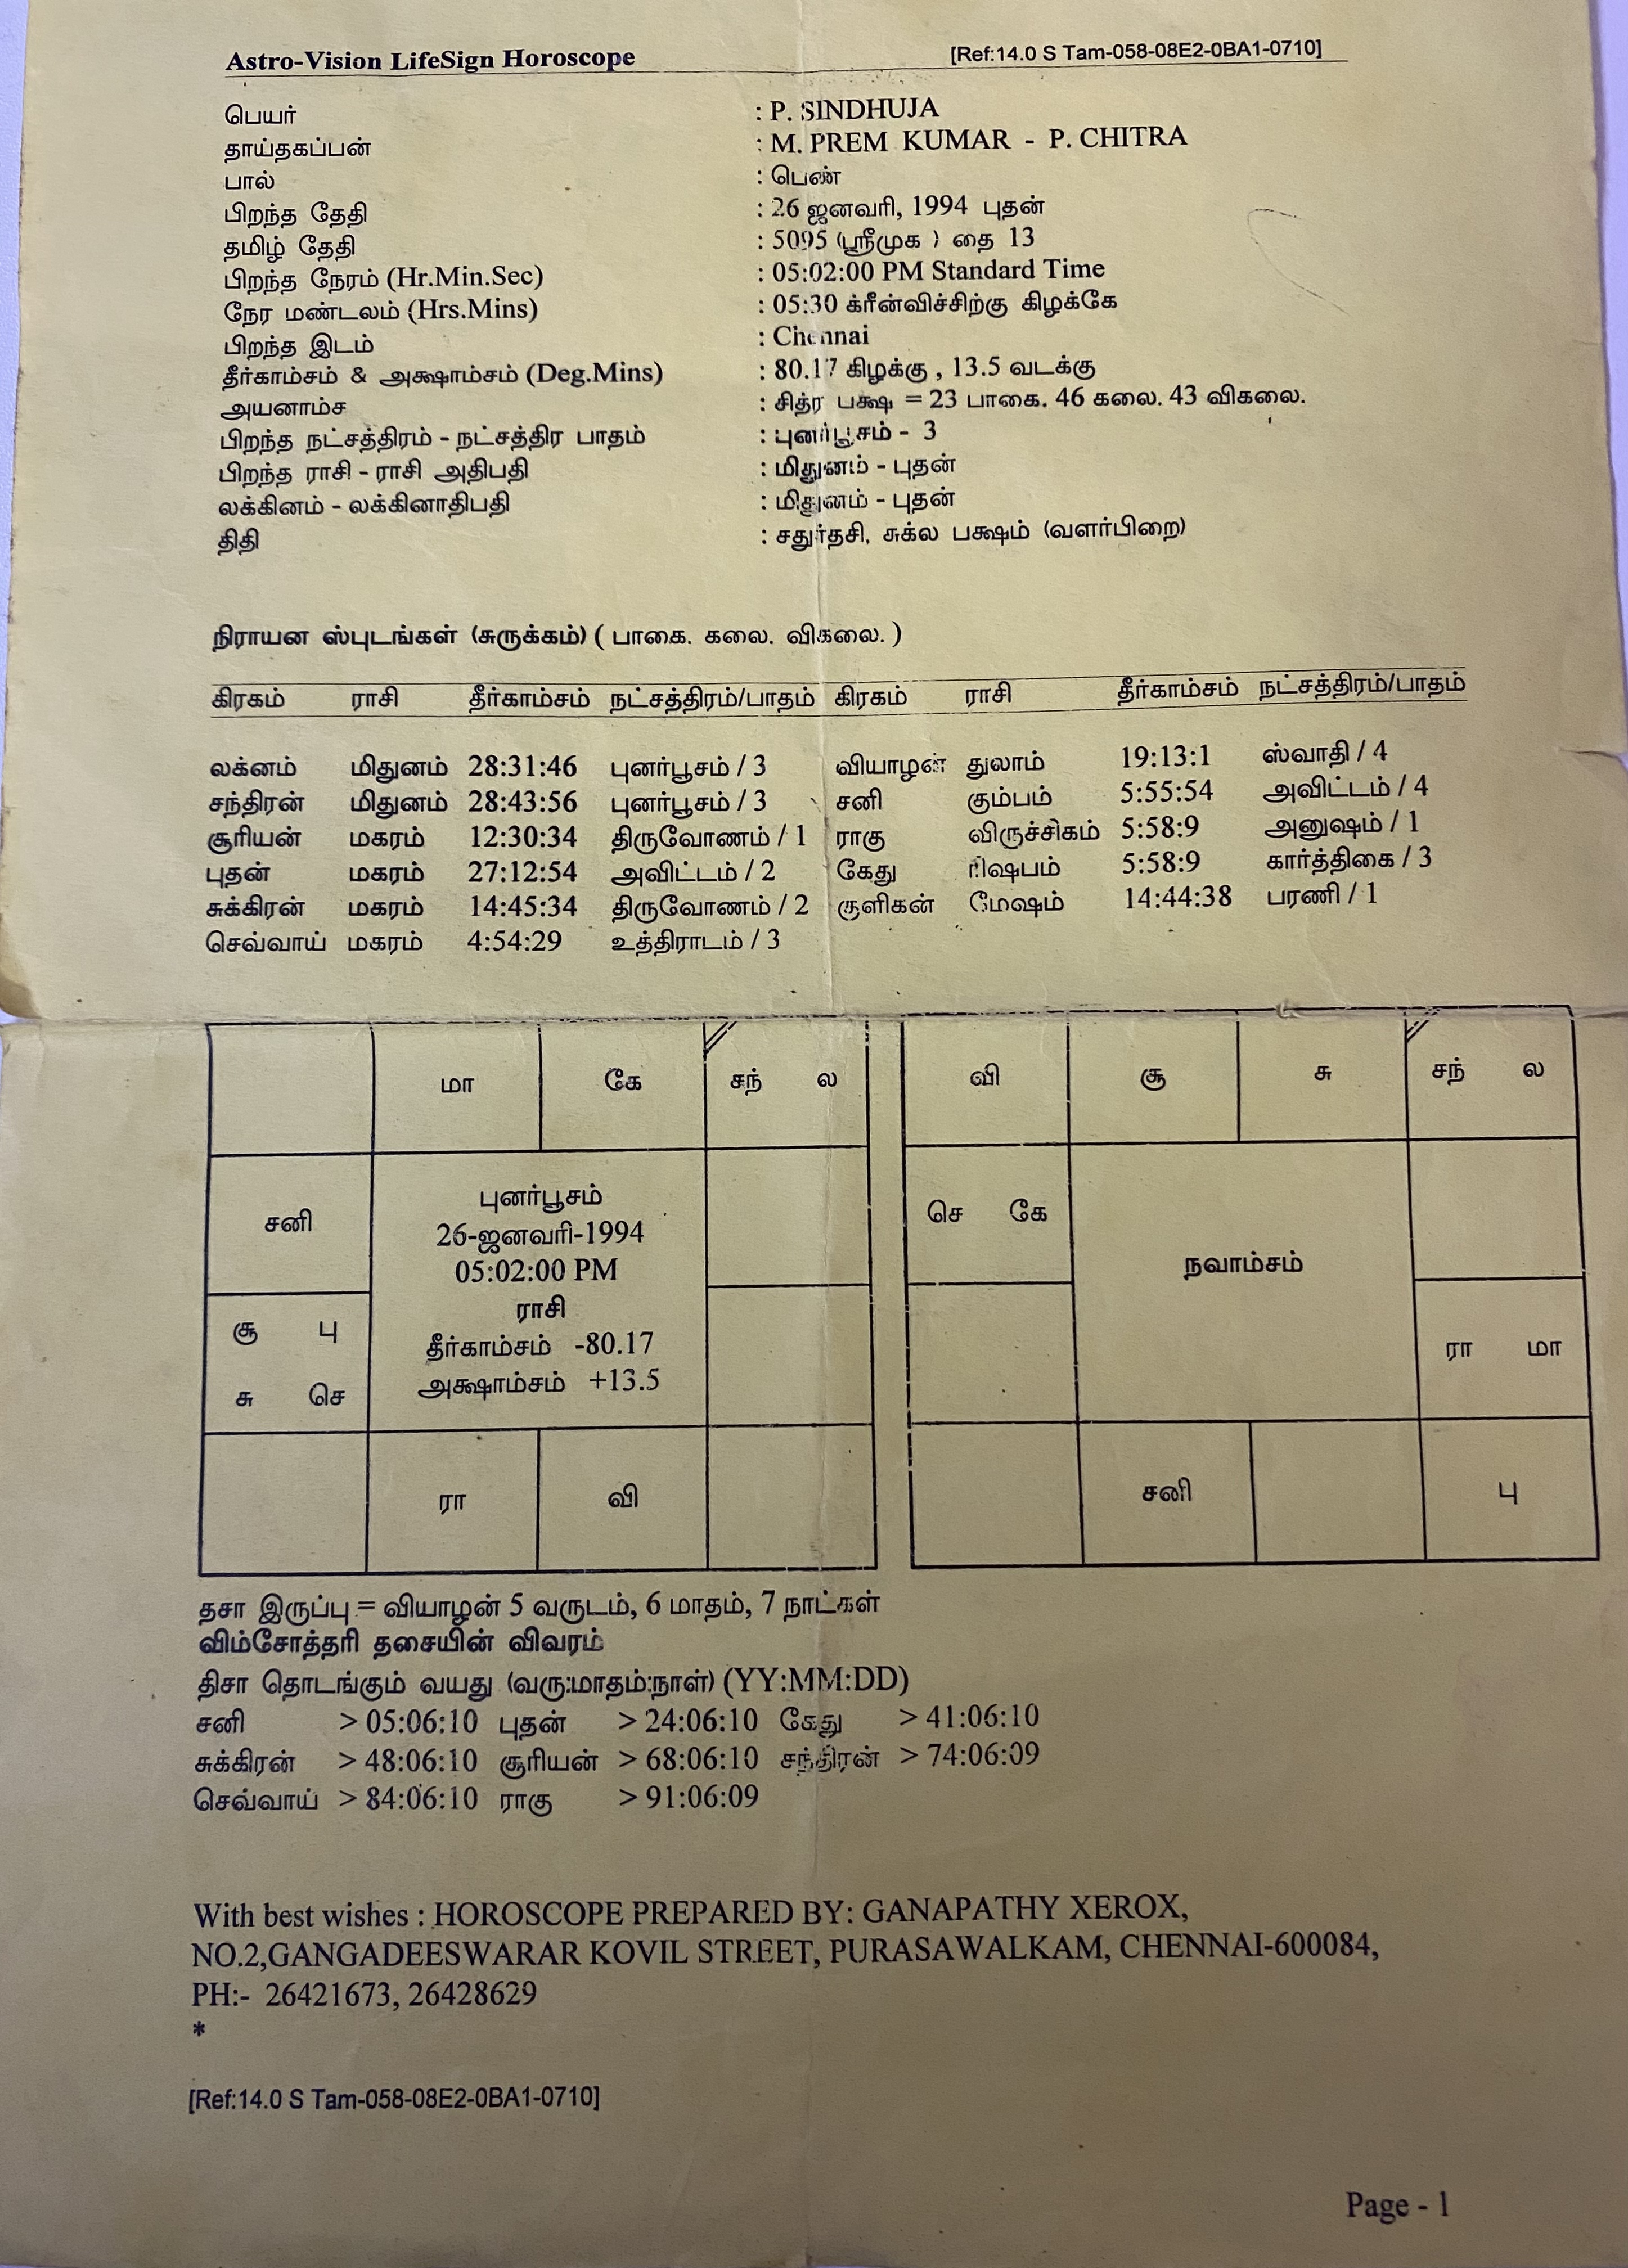 Astro-Vision LifeSign Horoscope [Ref:14.0 S Tam-058-08E2-0BA1-0710]
பெயர் : P. SINDHUJA
தாய்தகப்பன் : M. PREM KUMAR - P. CHITRA
பால் : பெண்
பிறந்த தேதி : 26 ஜனவரி, 1994 புதன்
தமிழ் தேதி : 5095 (ஸ்ரீமுக ) தை 13
பிறந்த நேரம் (Hr.Min.Sec) : 05:02:00 PM Standard Time
நேர மண்டலம் (Hrs.Mins) : 05:30 க்ரீன்விச்சிற்கு கிழக்கே
பிறந்த இடம் : Chennai
தீர்காம்சம் & அக்ஷாம்சம் (Deg.Mins) : 80.17 கிழக்கு , 13.5 வடக்கு
அயனாம்ச : சித்ர பக்ஷ = 23 பாகை. 46 கலை. 43 விகலை.
பிறந்த நட்சத்திரம் - நட்சத்திர பாதம் : புனர்பூசம் - 3
பிறந்த ராசி - ராசி அதிபதி : மிதுனம் - புதன்
லக்கினம் - லக்கினாதிபதி : மிதுனம் - புதன்
திதி : சதுர்தசி, சுக்ல பக்ஷம் (வளர்பிறை)
நிராயன ஸ்புடங்கள் (சுருக்கம்) ( பாகை. கலை. விகலை. )
கிரகம் ராசி தீர்காம்சம் நட்சத்திரம்/பாதம் கிரகம் ராசி தீர்காம்சம் நட்சத்திரம்/பாதம்
லக்னம் மிதுனம் 28:31:46 புனர்பூசம் / 3 வியாழன் துலாம் 19:13:1 ஸ்வாதி / 4
சந்திரன் மிதுனம் 28:43:56 புனர்பூசம் / 3 சனி கும்பம் 5:55:54 அவிட்டம் / 4
சூரியன் மகரம் 12:30:34 திருவோணம் / 1 ராகு விருச்சிகம் 5:58:9 அனுஷம் / 1
புதன் மகரம் 27:12:54 அவிட்டம் / 2 கேது ரிஷபம் 5:58:9 கார்த்திகை / 3
சுக்கிரன் மகரம் 14:45:34 திருவோணம் / 2 குளிகன் மேஷம் 14:44:38 பரணி / 1
செவ்வாய் மகரம் 4:54:29 உத்திராடம் / 3
மா கே சந் ல வி சூ சு சந் ல
சனி செ கே
புனர்பூசம்
26-ஜனவரி-1994
05:02:00 PM நவாம்சம்
ராசி
சூ பு தீர்காம்சம் -80.17 ரா மா
சு செ அக்ஷாம்சம் +13.5
ரா வி சனி பு
தசா இருப்பு = வியாழன் 5 வருடம், 6 மாதம், 7 நாட்கள்
விம்சோத்தரி தசையின் விவரம்
திசா தொடங்கும் வயது (வரு:மாதம்:நாள்) (YY:MM:DD)
சனி > 05:06:10 புதன் > 24:06:10 கேது > 41:06:10
சுக்கிரன் > 48:06:10 சூரியன் > 68:06:10 சந்திரன் > 74:06:09
செவ்வாய் > 84:06:10 ராகு > 91:06:09
With best wishes : HOROSCOPE PREPARED BY: GANAPATHY XEROX,
NO.2,GANGADEESWARAR KOVIL STREET, PURASAWALKAM, CHENNAI-600084,
PH:- 26421673, 26428629
*
[Ref:14.0 S Tam-058-08E2-0BA1-0710]
Page - 1